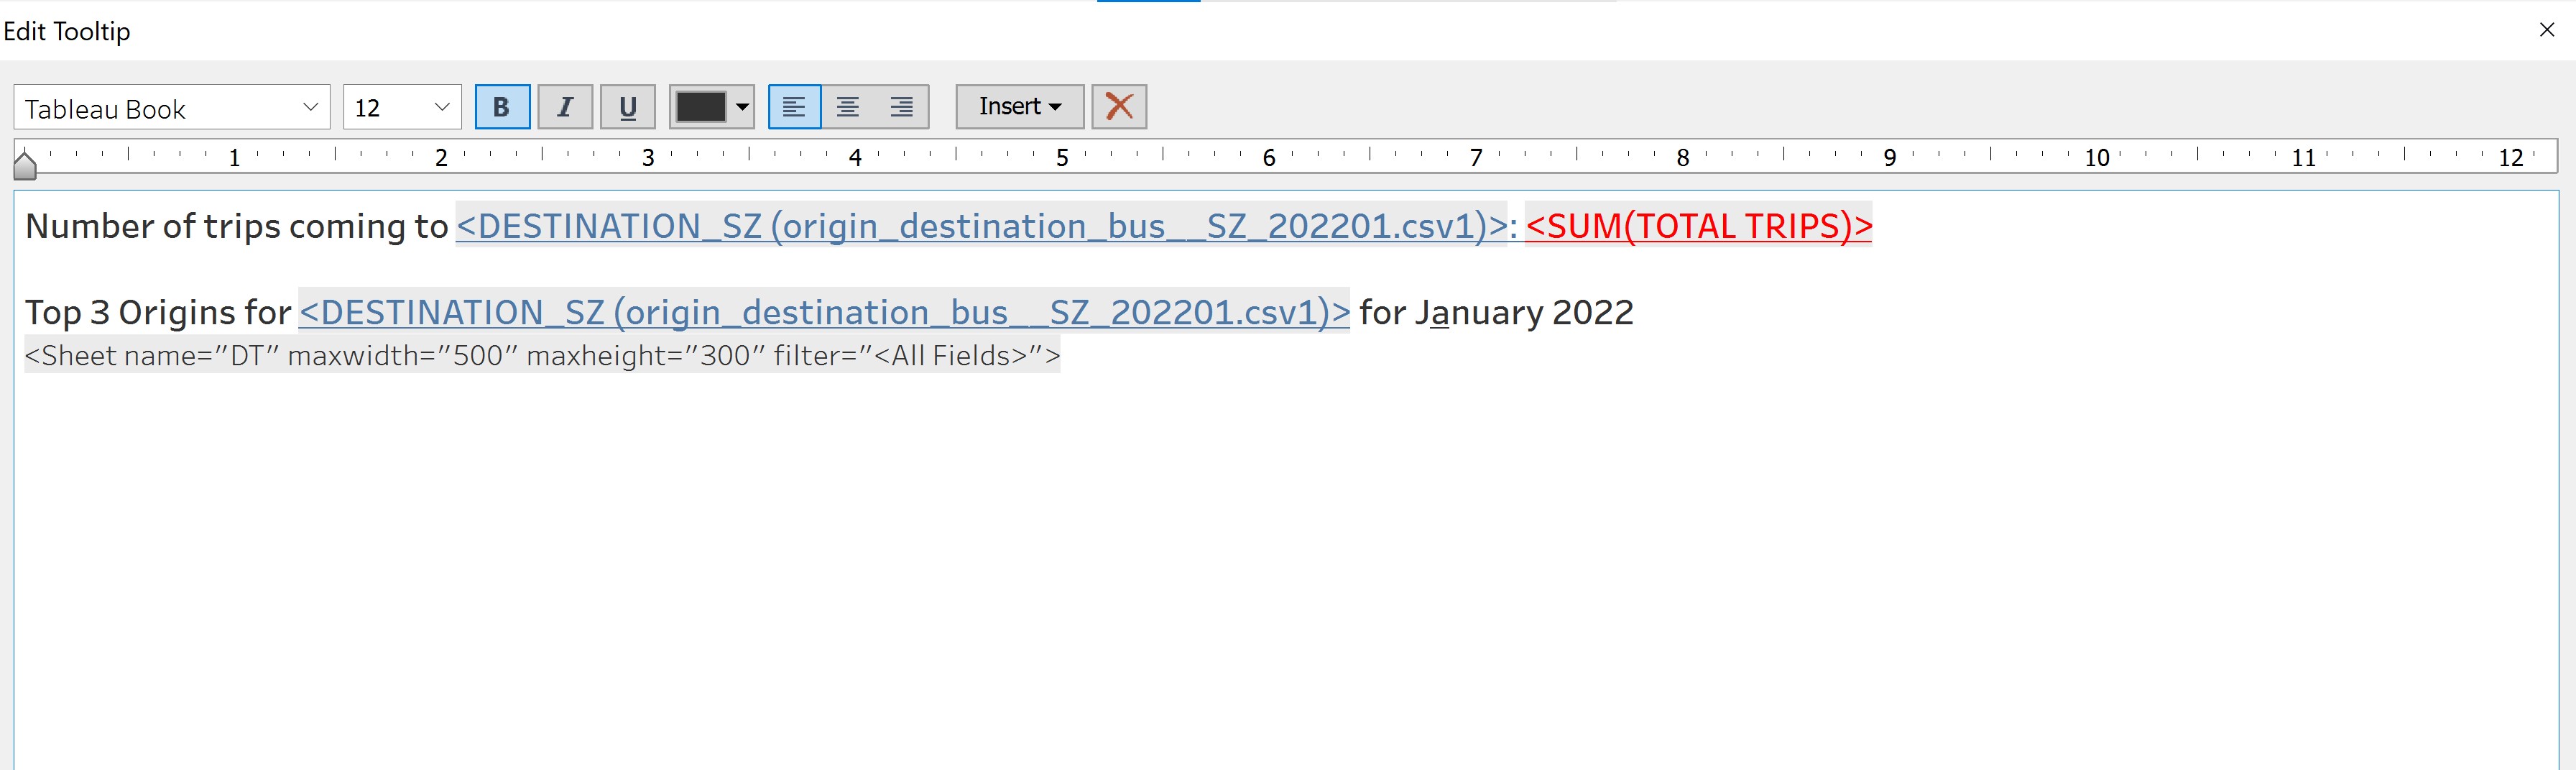 Edit Tooltip
Tableau Book 12 B I U Insert
1 2 3 4 5 6 7 8 9 10 11 12
Number of trips coming to <DESTINATION_SZ (origin_destination_bus__SZ_202201.csv1)>: <SUM(TOTAL TRIPS)>
Top 3 Origins for <DESTINATION_SZ (origin_destination_bus__SZ_202201.csv1)> for January 2022
<Sheet name="DT" maxwidth="500" maxheight="300" filter="<All Fields>">